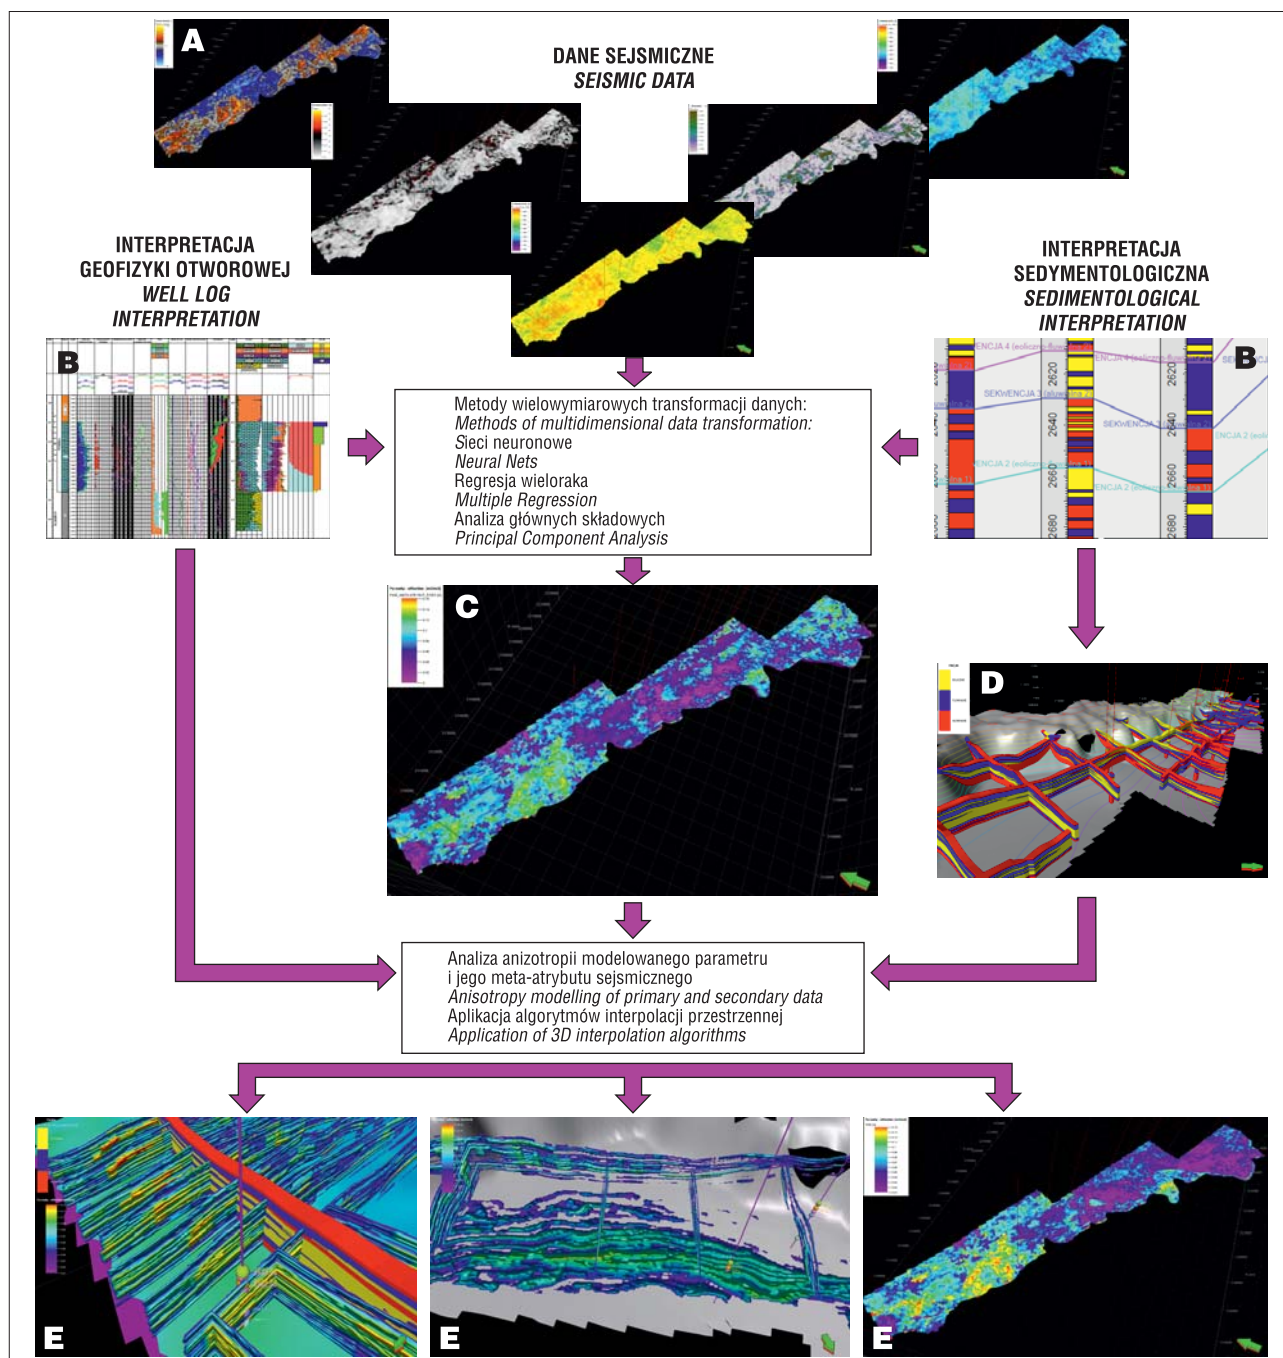 A
DANE SEJSMICZNE
SEISMIC DATA
INTERPRETACJA
GEOFIZYKI OTWOROWEJ
WELL LOG
INTERPRETATION
INTERPRETACJA
SEDYMENTOLOGICZNA
SEDIMENTOLOGICAL
INTERPRETATION
B
B
2620
2640
2660
2680
2620
2640
2660
2680
SEKWENCJA 3
Metody wielowymiarowych transformacji danych:
Methods of multidimensional data transformation:
Sieci neuronowe
Neural Nets
Regresja wieloraka
Multiple Regression
Analiza głównych składowych
Principal Component Analysis
C
D
Analiza anizotropii modelowanego parametru
i jego meta-atrybutu sejsmicznego
Anisotropy modelling of primary and secondary data
Aplikacja algorytmów interpolacji przestrzennej
Application of 3D interpolation algorithms
E
E
E